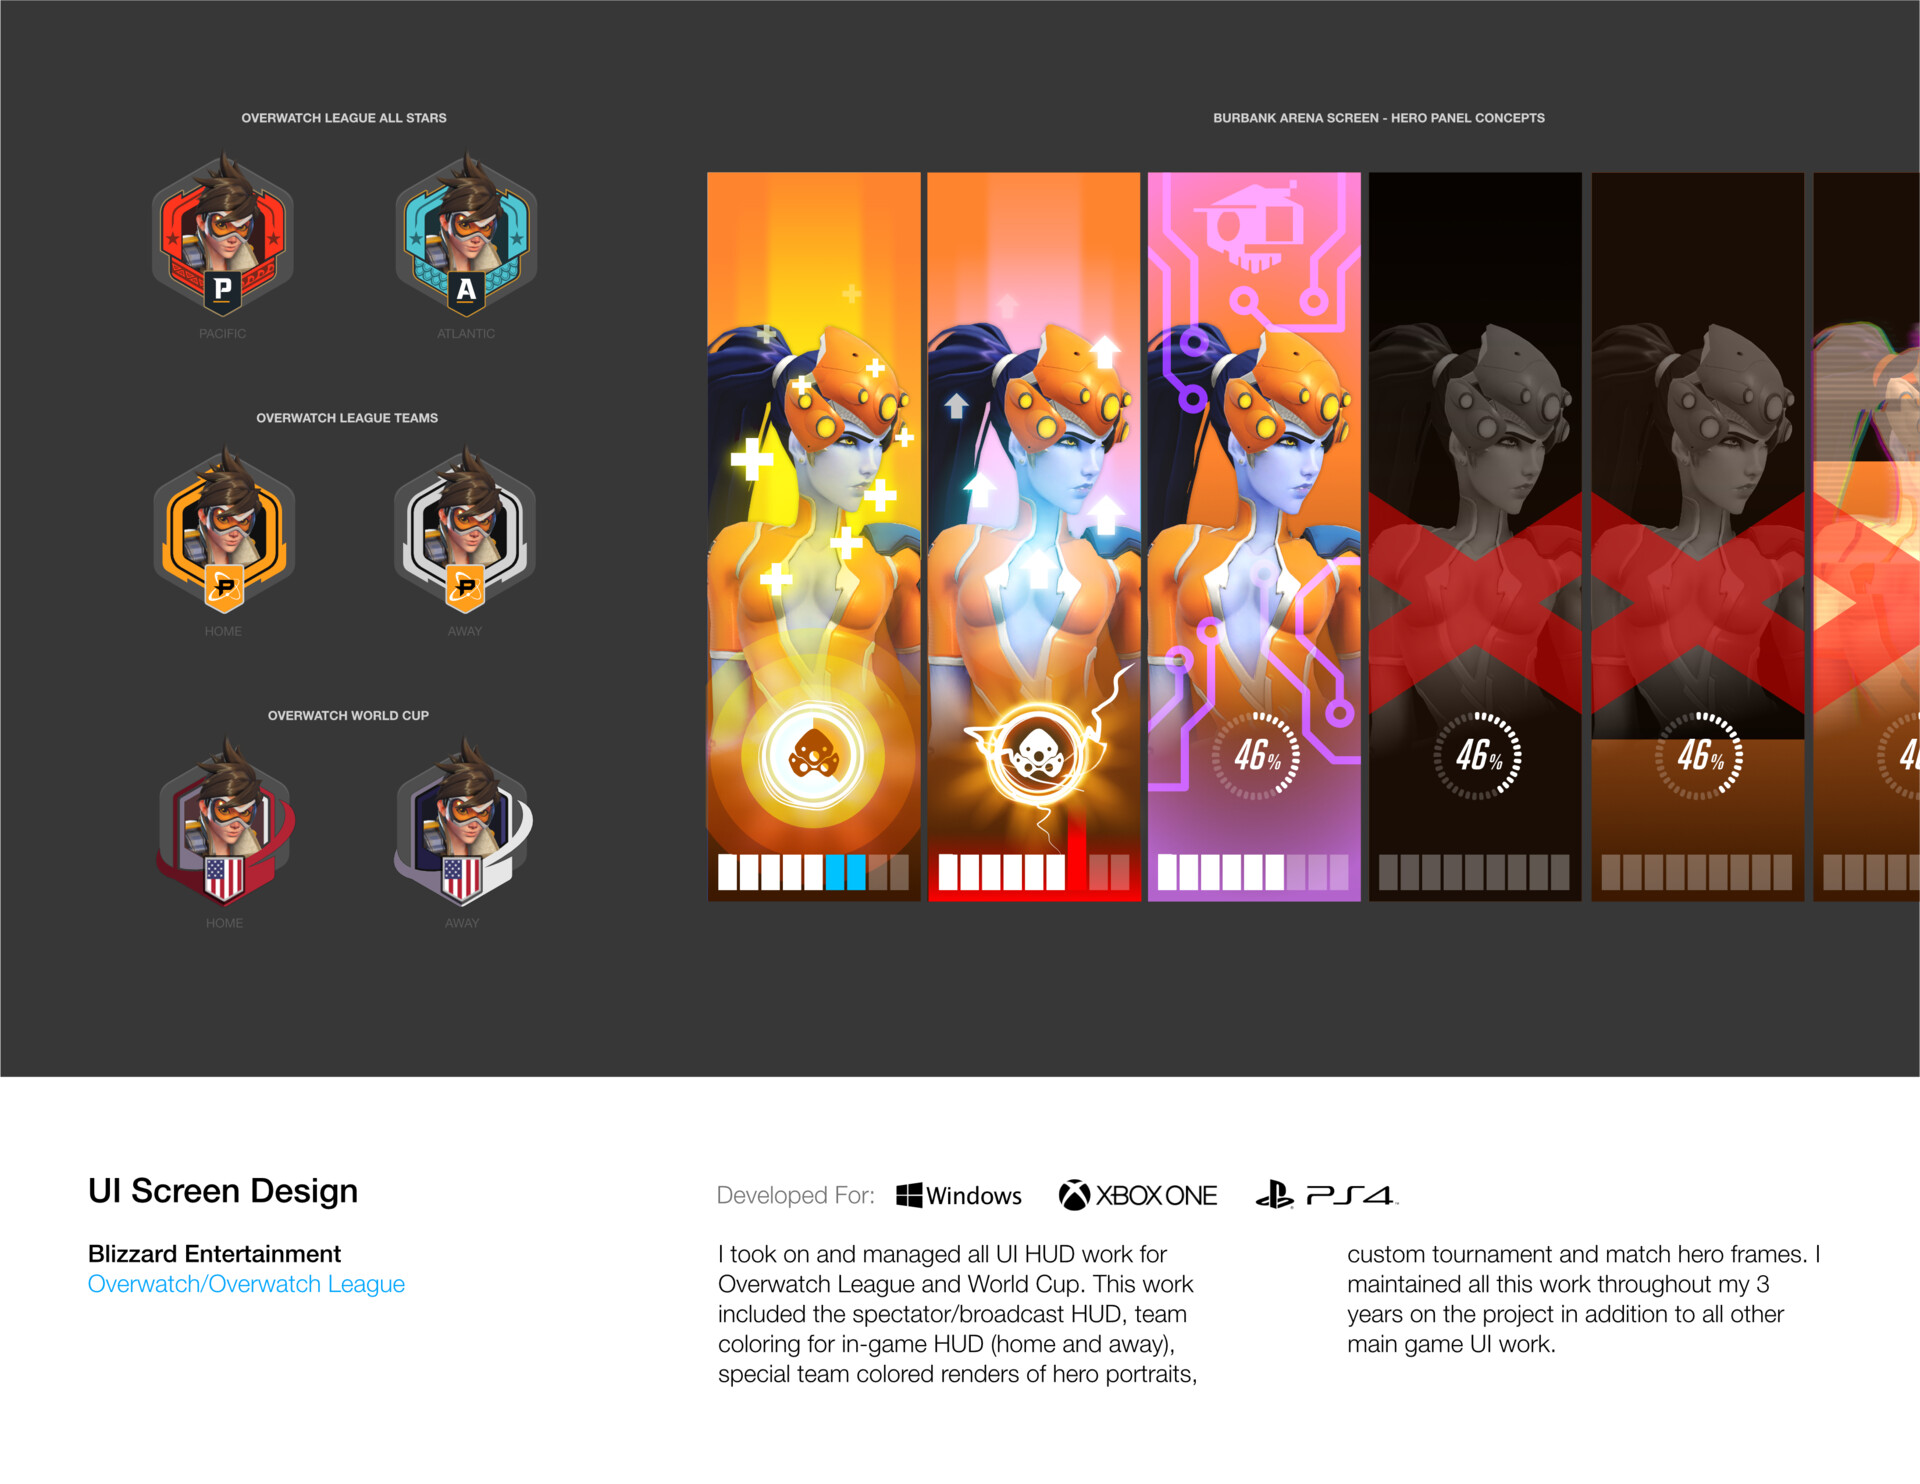 OVERWATCH LEAGUE ALL STARS
P
A
PACIFIC
ATLANTIC
OVERWATCH LEAGUE TEAMS
P
P
HOME
AWAY
OVERWATCH WORLD CUP
HOME
AWAY
BURBANK ARENA SCREEN - HERO PANEL CONCEPTS
46%
46%
46%
UI Screen Design
Blizzard Entertainment
Overwatch/Overwatch League
Developed For:
Windows
XBOX ONE
PS4
I took on and managed all UI HUD work for
Overwatch League and World Cup. This work
included the spectator/broadcast HUD, team
coloring for in-game HUD (home and away),
special team colored renders of hero portraits,
custom tournament and match hero frames. I
maintained all this work throughout my 3
years on the project in addition to all other
main game UI work.